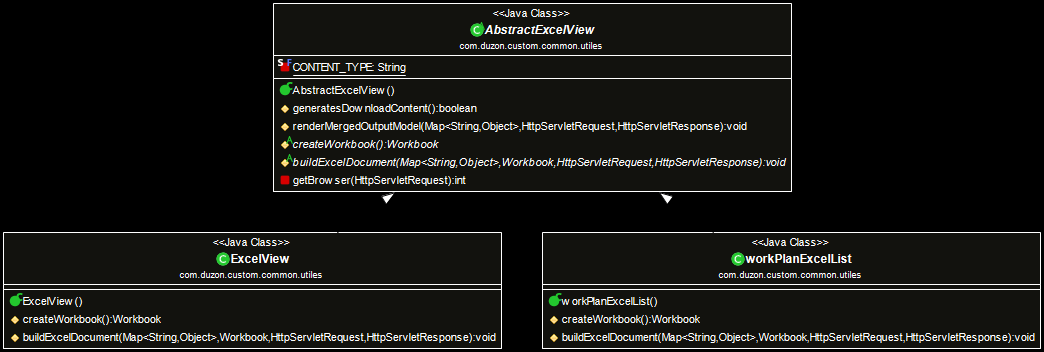 <<Java Class>>
AbstractExcelView
com.duzon.custom.common.utiles
CONTENT_TYPE: String
AbstractExcelView()
generatesDownloadContent():boolean
renderMergedOutputModel(Map<String,Object>,HttpServletRequest,HttpServletResponse):void
createWorkbook():Workbook
buildExcelDocument(Map<String,Object>,Workbook,HttpServletRequest,HttpServletResponse):void
getBrowser(HttpServletRequest):int
<<Java Class>>
ExcelView
com.duzon.custom.common.utiles
ExcelView()
createWorkbook():Workbook
buildExcelDocument(Map<String,Object>,Workbook,HttpServletRequest,HttpServletResponse):void
<<Java Class>>
workPlanExcelList
com.duzon.custom.common.utiles
workPlanExcelList()
createWorkbook():Workbook
buildExcelDocument(Map<String,Object>,Workbook,HttpServletRequest,HttpServletResponse):void